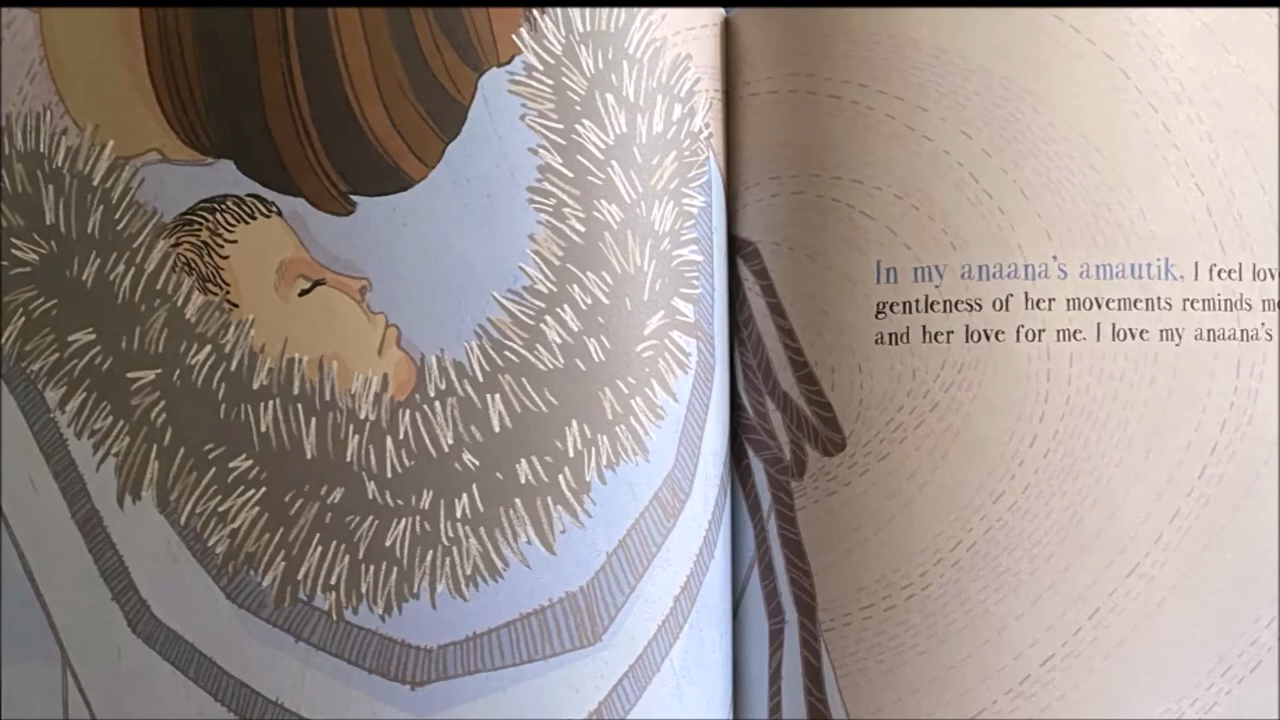 In my anaana's amautik, I feel
gentleness of her movements reminds
and her love for me. I love my anaana's